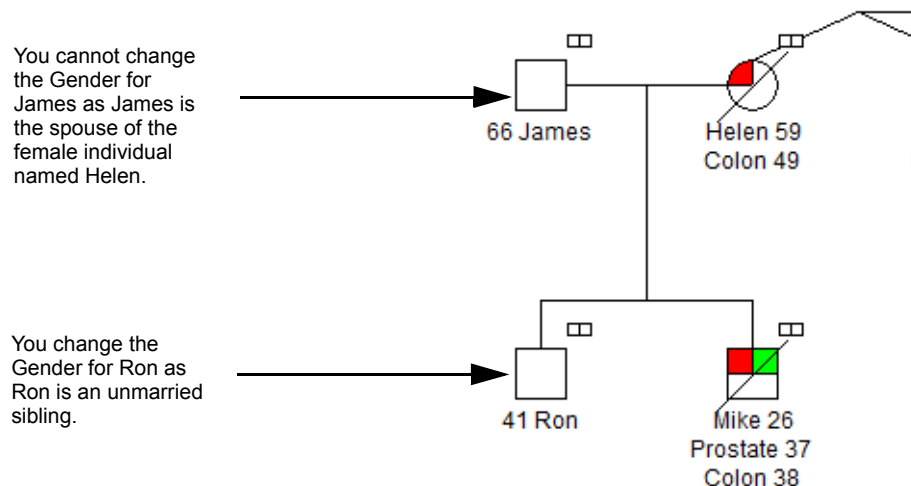 You cannot change
the Gender for
James as James is
the spouse of the
female individual
named Helen.
66 James
Helen 59
Colon 49
You change the
Gender for Ron as
Ron is an unmarried
sibling.
41 Ron
Mike 26
Prostate 37
Colon 38